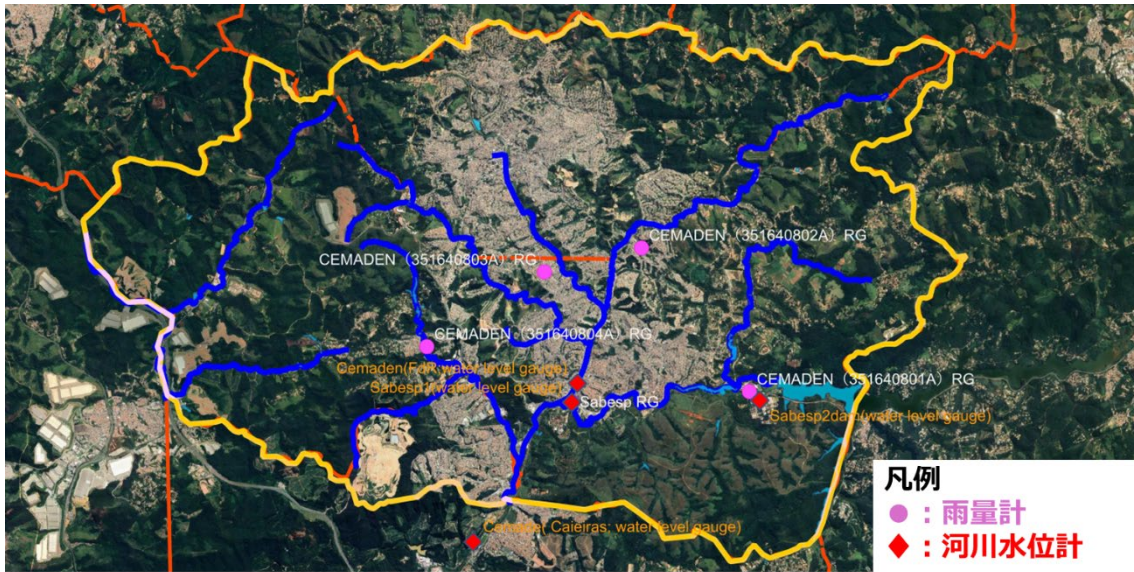 CEMADEN (351640802A) RG
CEMADEN (351640803A) RG
CEMADEN (351640804A) RG
Cemaden(FdR water level gauge)
Sabesp1(water level gauge)
CEMADEN (351640801A) RG
Sabesp RG
Sabesp2dam(water level gauge)
Caieiras; water level gauge)
凡例
：雨量計
：河川水位計